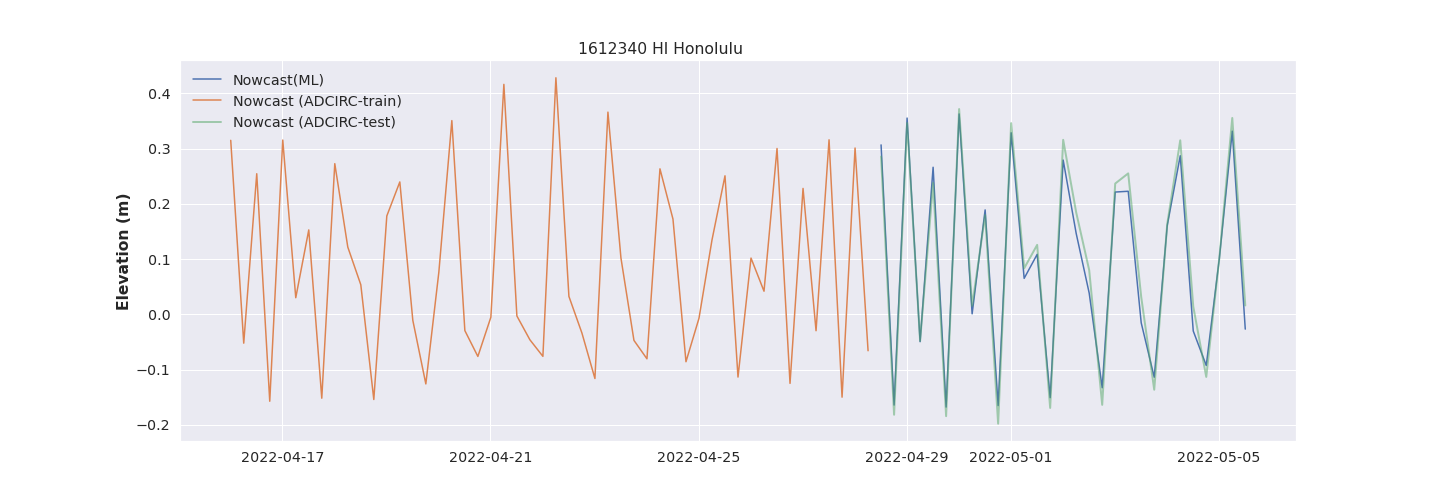 1612340 HI Honolulu
Nowcast(ML)
Nowcast (ADCIRC-train)
Nowcast (ADCIRC-test)
Elevation (m)
0.4
0.3
0.2
0.1
0.0
−0.1
−0.2
2022-04-17 2022-04-21 2022-04-25 2022-04-29 2022-05-01 2022-05-05